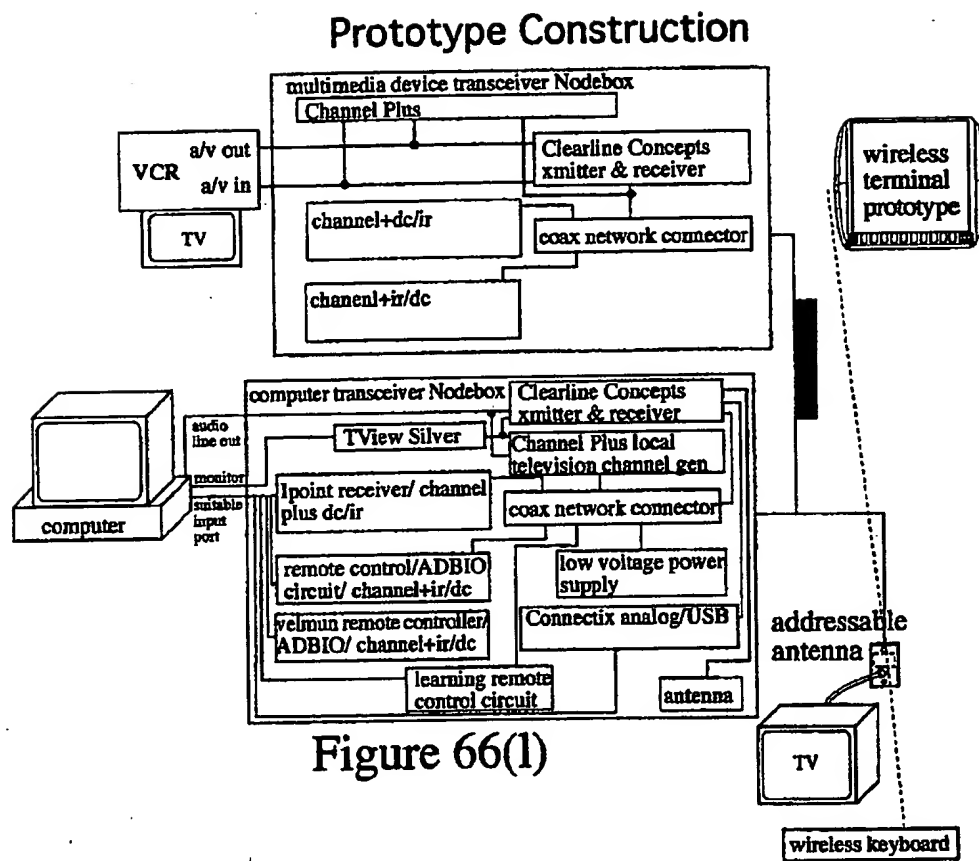 Prototype Construction
multimedia device transceiver Nodebox
Channel Plus
VCR
a/v out
a/v in
TV
Clearline Concepts
xmitter & receiver
channel+dc/ir
coax network connector
chanenl+ir/dc
wireless
terminal
prototype
computer transceiver Nodebox
Clearline Concepts
xmitter & receiver
audio
line out
TView Silver
Channel Plus local
television channel gen
monitor
suitable
input
port
computer
1point receiver/ channel
plus dc/ir
coax network connector
remote control/ADBIO
circuit/ channel+ir/dc
low voltage power
supply
velmun remote controller/
ADBIO/ channel+ir/dc
Connectix analog/USB
learning remote
control circuit
antenna
addressable
antenna
TV
wireless keyboard
Figure 66(1)